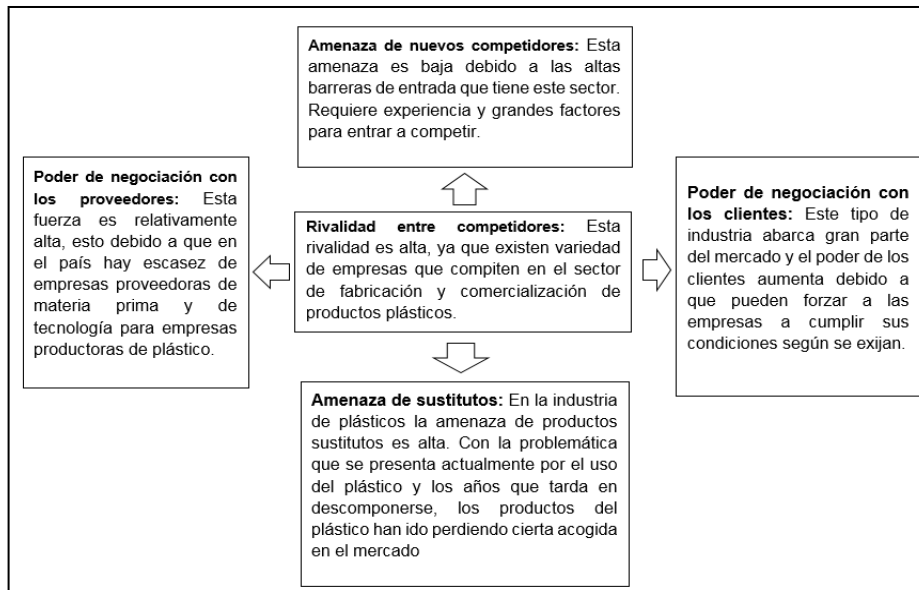 Amenaza de nuevos competidores: Esta
amenaza es baja debido a las altas
barreras de entrada que tiene este sector.
Requiere experiencia y grandes factores
para entrar a competir.
Poder de negociación con
los proveedores: Esta
fuerza es relativamente
alta, esto debido a que en
el país hay escasez de
empresas proveedoras de
materia prima y de
tecnología para empresas
productoras de plástico.
Rivalidad entre competidores: Esta
rivalidad es alta, ya que existen variedad
de empresas que compiten en el sector
de fabricación y comercialización de
productos plásticos.
Poder de negociación con
los clientes: Este tipo de
industria abarca gran parte
del mercado y el poder de los
clientes aumenta debido a
que pueden forzar a las
empresas a cumplir sus
condiciones según se exijan.
Amenaza de sustitutos: En la industria
de plásticos la amenaza de productos
sustitutos es alta. Con la problemática
que se presenta actualmente por el uso
del plástico y los años que tarda en
descomponerse, los productos del
plástico han ido perdiendo cierta acogida
en el mercado